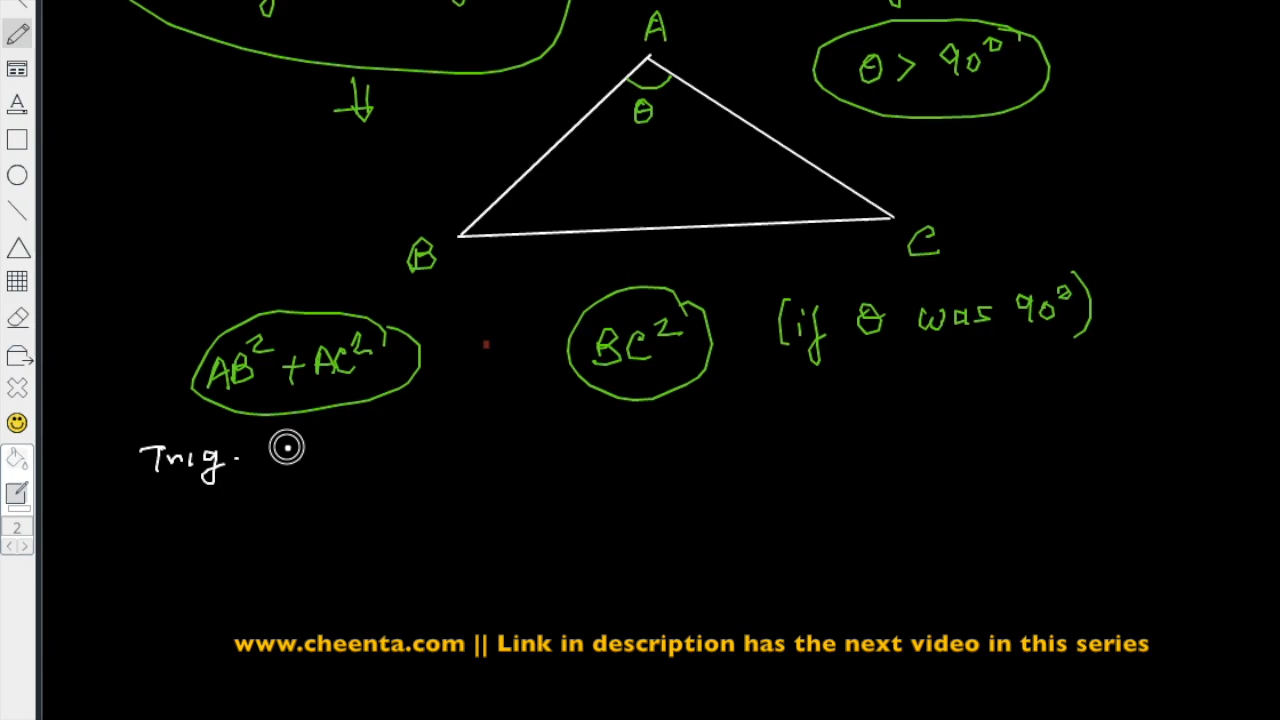 A
θ > 90°
θ
B
C
AB² + AC²
BC²
(if θ was 90°)
Trig.
2
www.cheenta.com || Link in description has the next video in this series